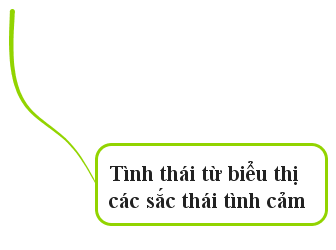 Tình thái từ biểu thị
các sắc thái tình cảm